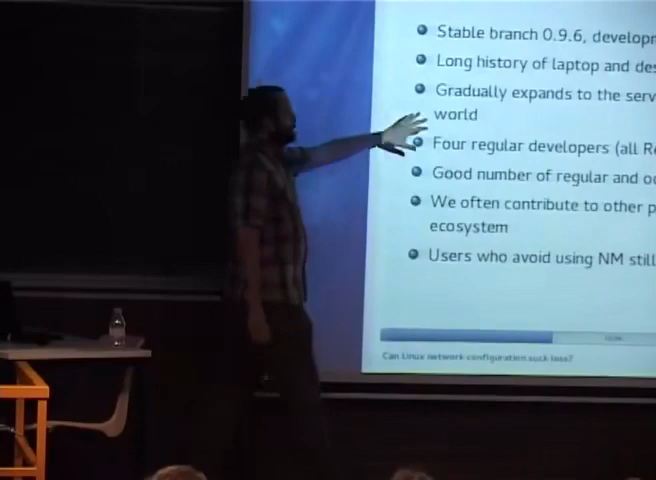 Stable branch 0.9.6, developm
Long history of laptop and des
Gradually expands to the serv
world
Four regular developers (all Re
Good number of regular and oc
We often contribute to other p
ecosystem
Users who avoid using NM still
Can Linux network configuration suck less?